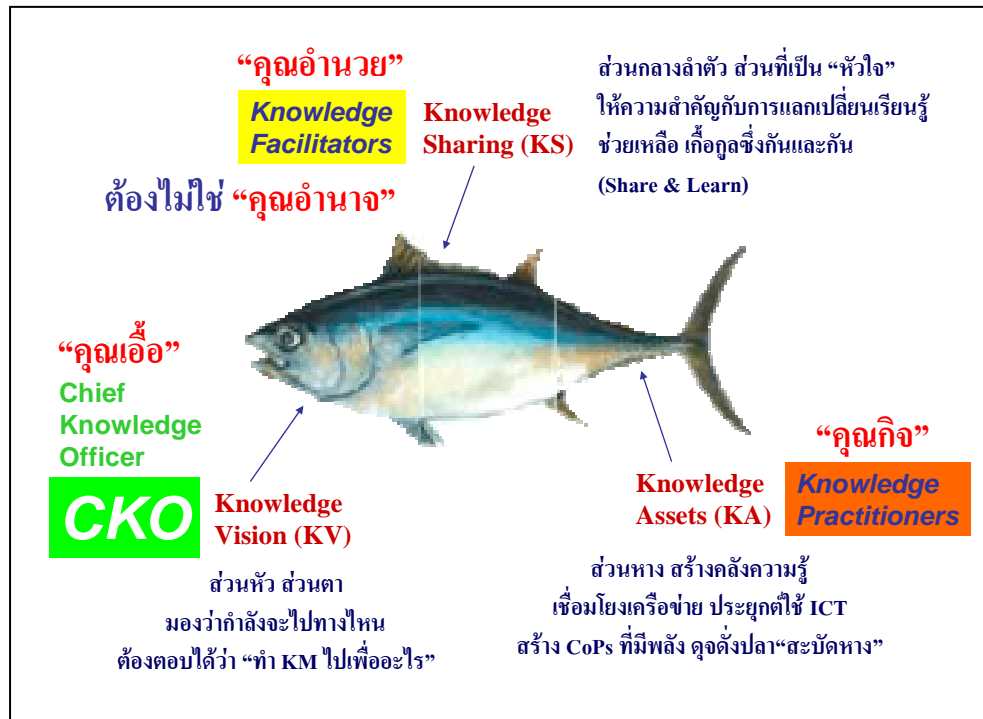 “คุณอำนวย”
Knowledge
Facilitators
Knowledge
Sharing (KS)
ส่วนกลางลำตัว ส่วนที่เป็น “หัวใจ”
ให้ความสำคัญกับการแลกเปลี่ยนเรียนรู้
ช่วยเหลือ เกื้อกูลซึ่งกันและกัน
(Share & Learn)
ต้องไม่ใช่ “คุณอำนาจ”
“คุณเอื้อ”
Chief
Knowledge
Officer
CKO
Knowledge
Vision (KV)
ส่วนหัว ส่วนตา
มองว่ากำลังจะไปทางไหน
ต้องตอบได้ว่า “ทำ KM ไปเพื่ออะไร”
“คุณกิจ”
Knowledge
Assets (KA)
Knowledge
Practitioners
ส่วนหาง สร้างคลังความรู้
เชื่อมโยงเครือข่าย ประยุกต์ใช้ ICT
สร้าง CoPs ที่มีพลัง ดุจดั่งปลา“สะบัดหาง”